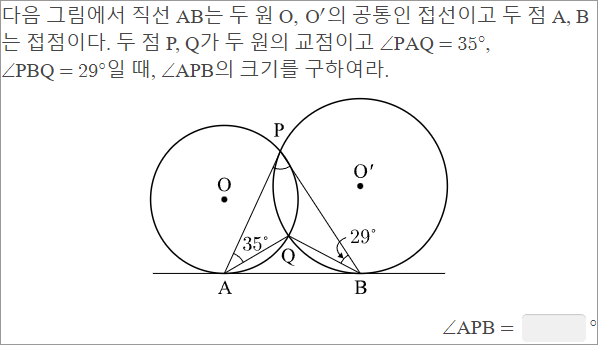 다음 그림에서 직선 AB는 두 원 O, O′의 공통인 접선이고 두 점 A, B
는 접점이다. 두 점 P, Q가 두 원의 교점이고 ∠PAQ = 35°,
∠PBQ = 29°일 때, ∠APB의 크기를 구하여라.
P
O
O′
35°
29°
Q
A
B
∠APB = °